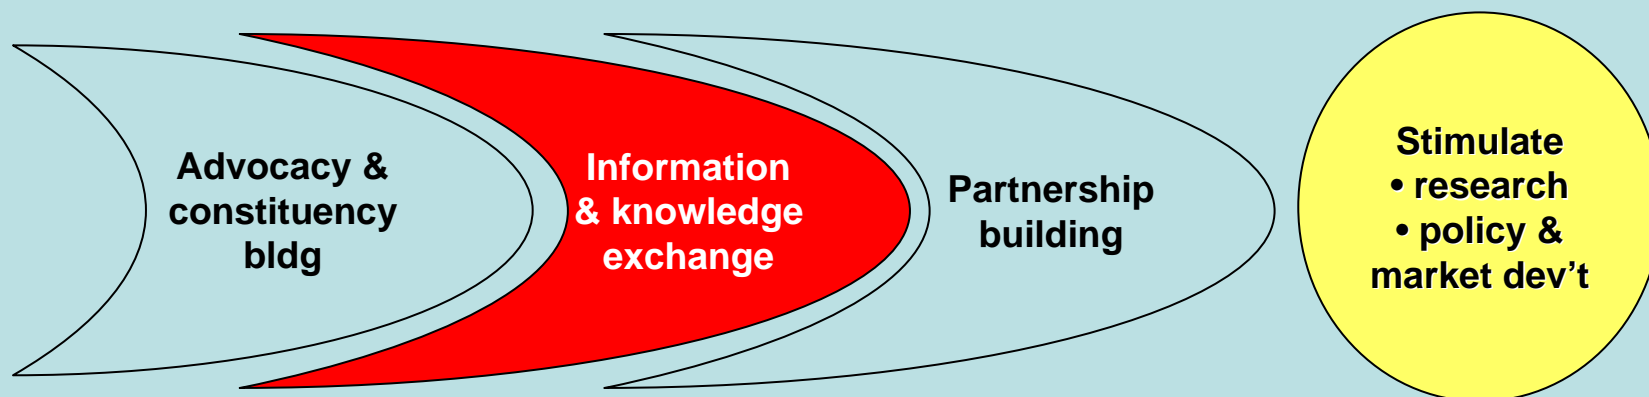 Advocacy &
constituency
bldg
Information
& knowledge
exchange
Partnership
building
Stimulate
• research
• policy &
market dev’t